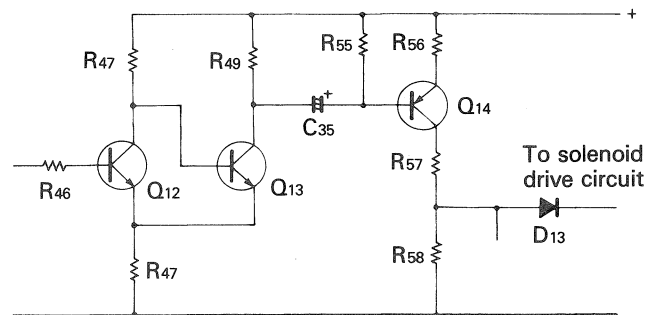 +
R47
R49
R55
R56
+
C35
Q14
R46
Q12
Q13
R57
To solenoid
drive circuit
D13
R47
R58